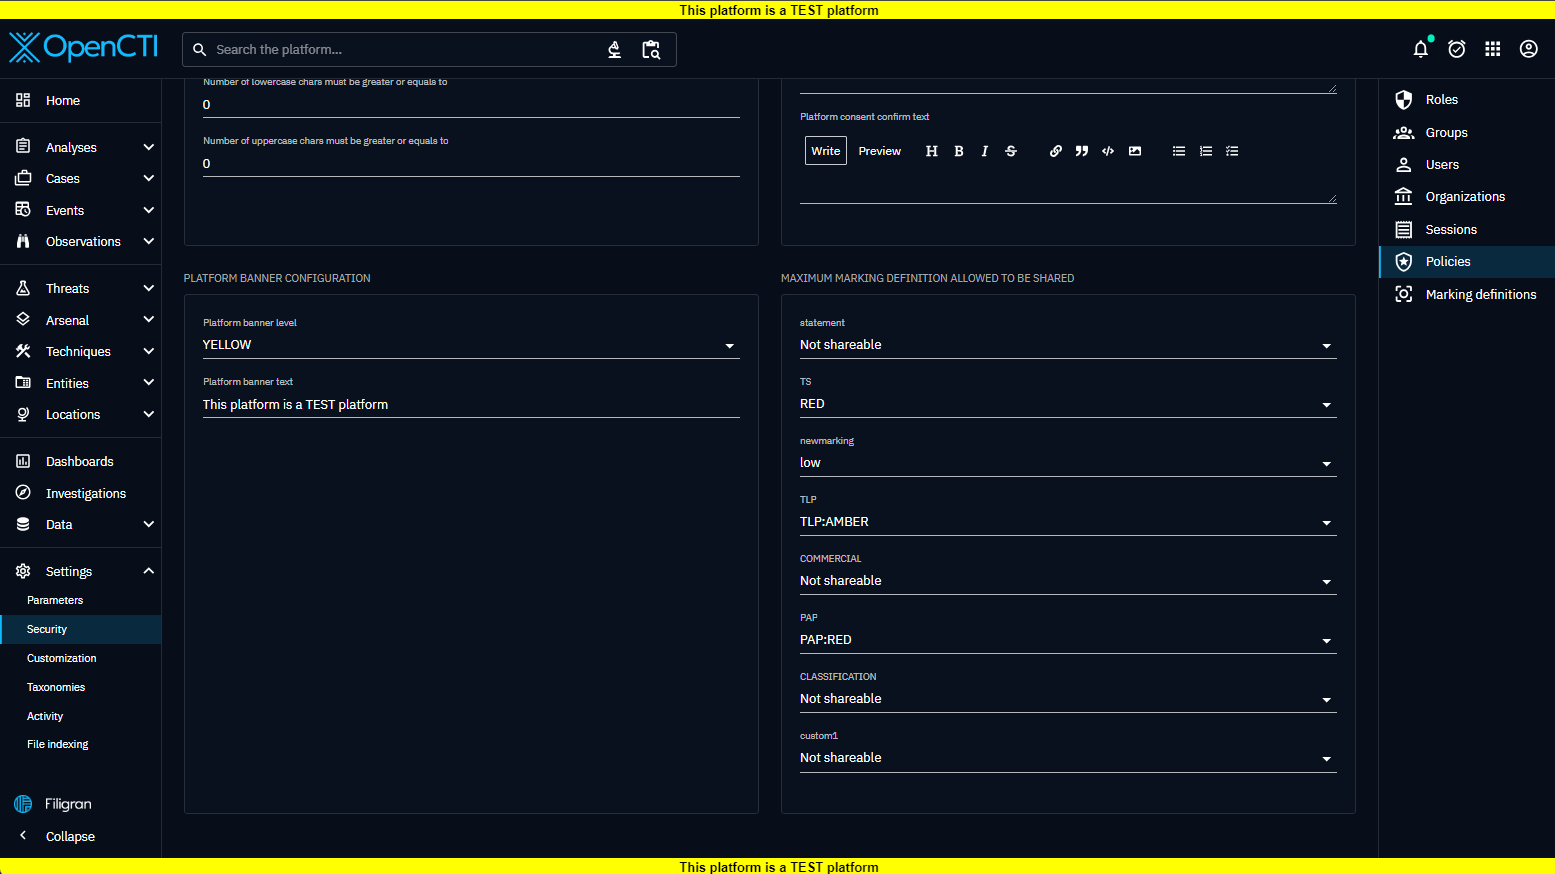 This platform is a TEST platform
OpenCTI
Search the platform...
Home
Analyses
Cases
Events
Observations
Threats
Arsenal
Techniques
Entities
Locations
Dashboards
Investigations
Data
Settings
Parameters
Security
Customization
Taxonomies
Activity
File indexing
Filigran
Collapse
Number of lowercase chars must be greater or equals to
0
Number of uppercase chars must be greater or equals to
0
Platform consent confirm text
Write Preview H B I S
PLATFORM BANNER CONFIGURATION
Platform banner level
YELLOW
Platform banner text
This platform is a TEST platform
MAXIMUM MARKING DEFINITION ALLOWED TO BE SHARED
statement
Not shareable
TS
RED
newmarking
low
TLP
TLP:AMBER
COMMERCIAL
Not shareable
PAP
PAP:RED
CLASSIFICATION
Not shareable
custom1
Not shareable
Roles
Groups
Users
Organizations
Sessions
Policies
Marking definitions
This platform is a TEST platform